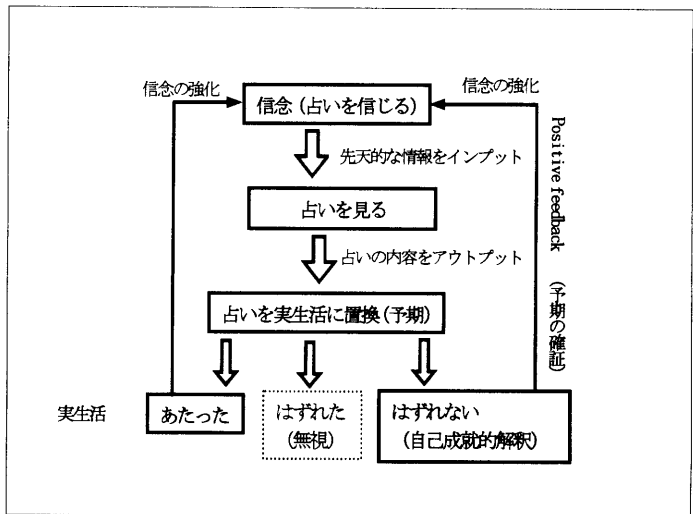 信念の強化
信念の強化
信念（占いを信じる）
先天的な情報をインプット
占いを見る
占いの内容をアウトプット
占いを実生活に置換（予期）
Positive feedback （予期の確証）
実生活
あたった
はずれた
（無視）
はずれない
（自己成就的解釈）